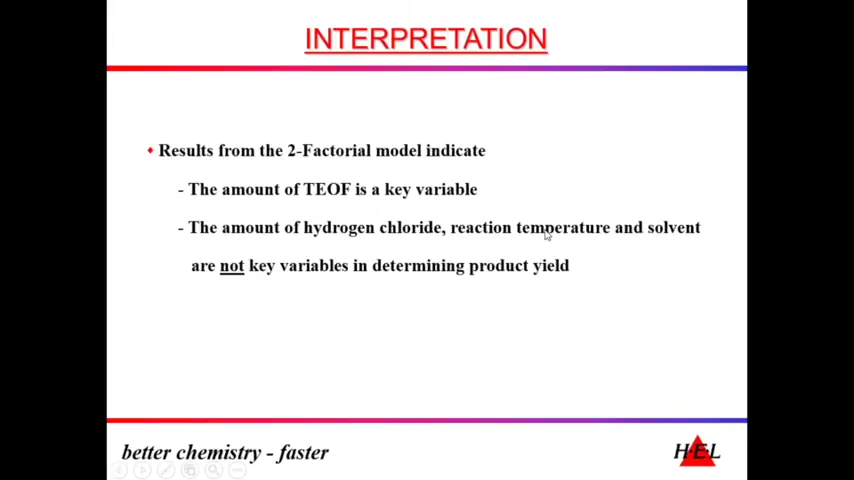 INTERPRETATION
♦ Results from the 2-Factorial model indicate
- The amount of TEOF is a key variable
- The amount of hydrogen chloride, reaction temperature and solvent
are not key variables in determining product yield
better chemistry - faster
HEL